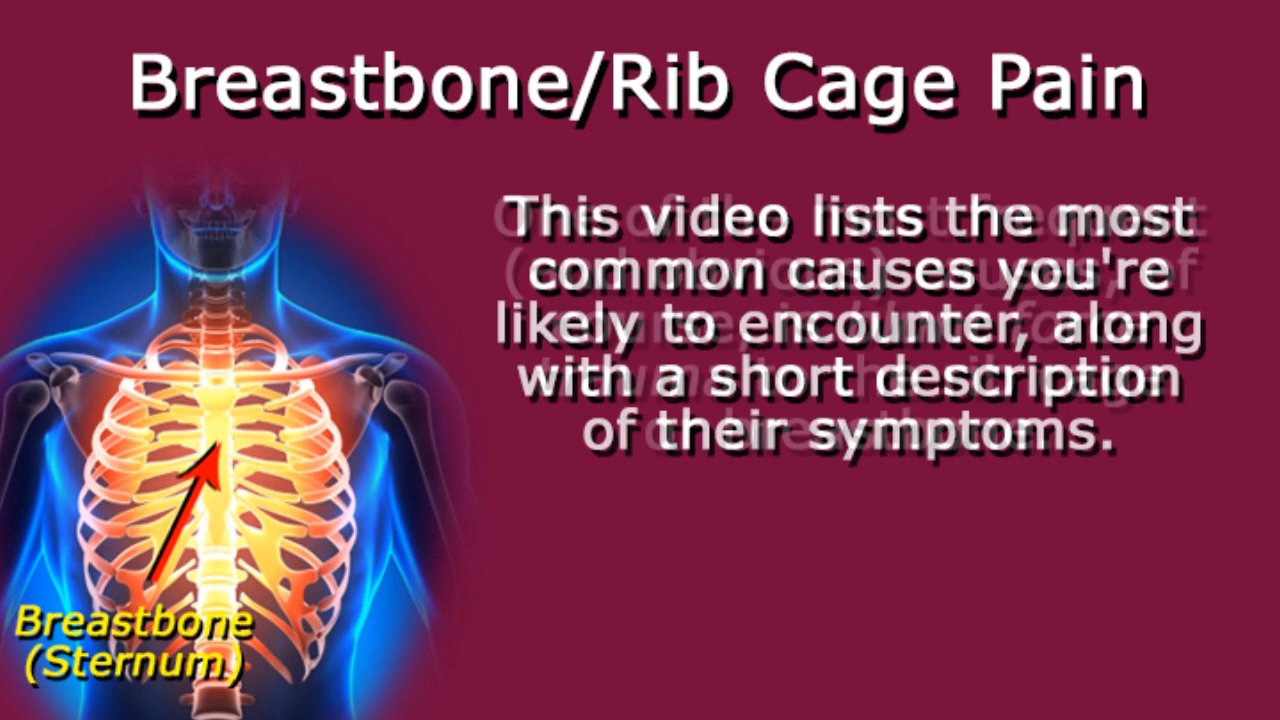 Breastbone/Rib Cage Pain
This video lists the most
common causes you're
likely to encounter, along
with a short description
of their symptoms.
Breastbone
(Sternum)